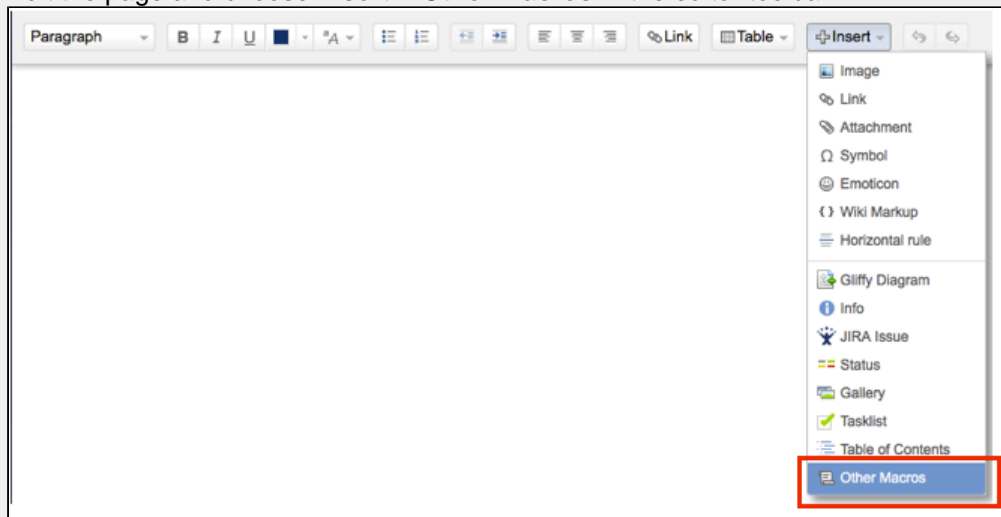 Paragraph B I U A Link Table Insert
Image
Link
Attachment
Ω Symbol
Emoticon
{} Wiki Markup
Horizontal rule
Gliffy Diagram
Info
JIRA Issue
Status
Gallery
Tasklist
Table of Contents
Other Macros